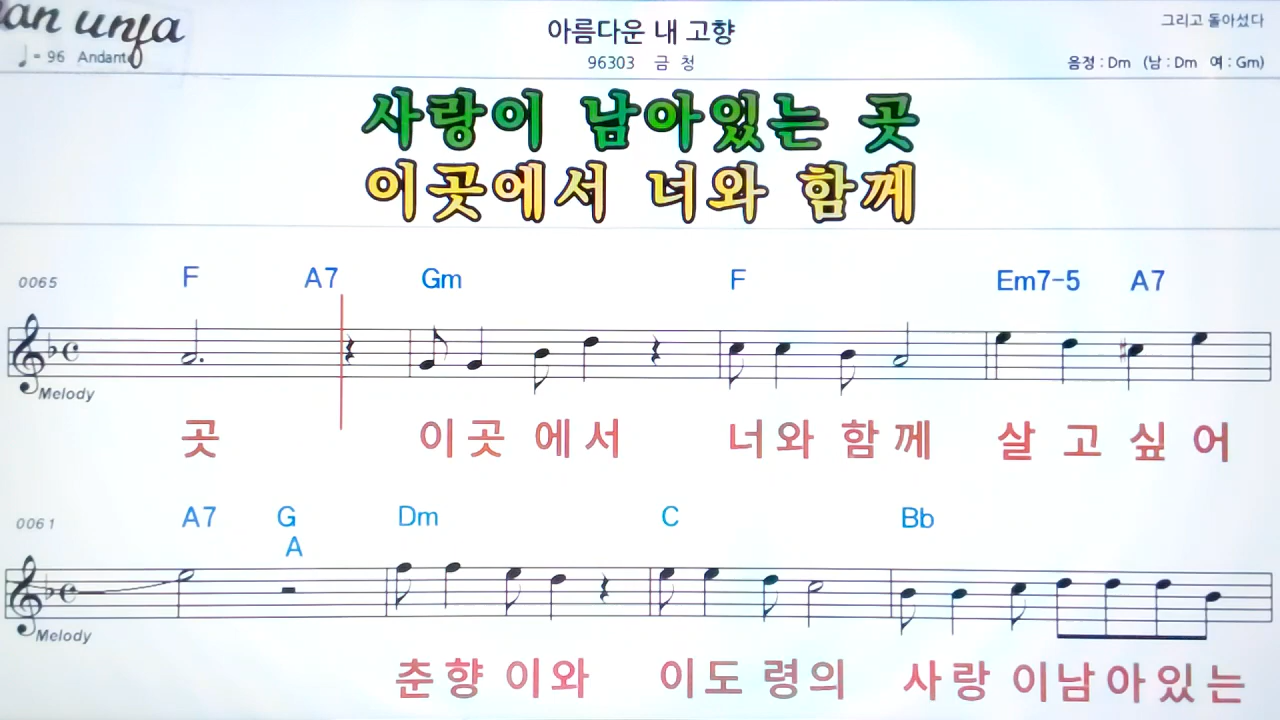 아름다운 내 고향
그리고 돌아섰다
♩= 96 Andante
96303 금 청
음정 : Dm (남 : Dm 여 : Gm)
사랑이 남아있는 곳
이곳에서 너와 함께
0065 F A7 Gm F Em7-5 A7
Melody
곳 이곳 에서 너와 함께 살 고 싶 어
0061 A7 G Dm C Bb
A
Melody
춘향 이와 이도 령의 사랑 이남아있는